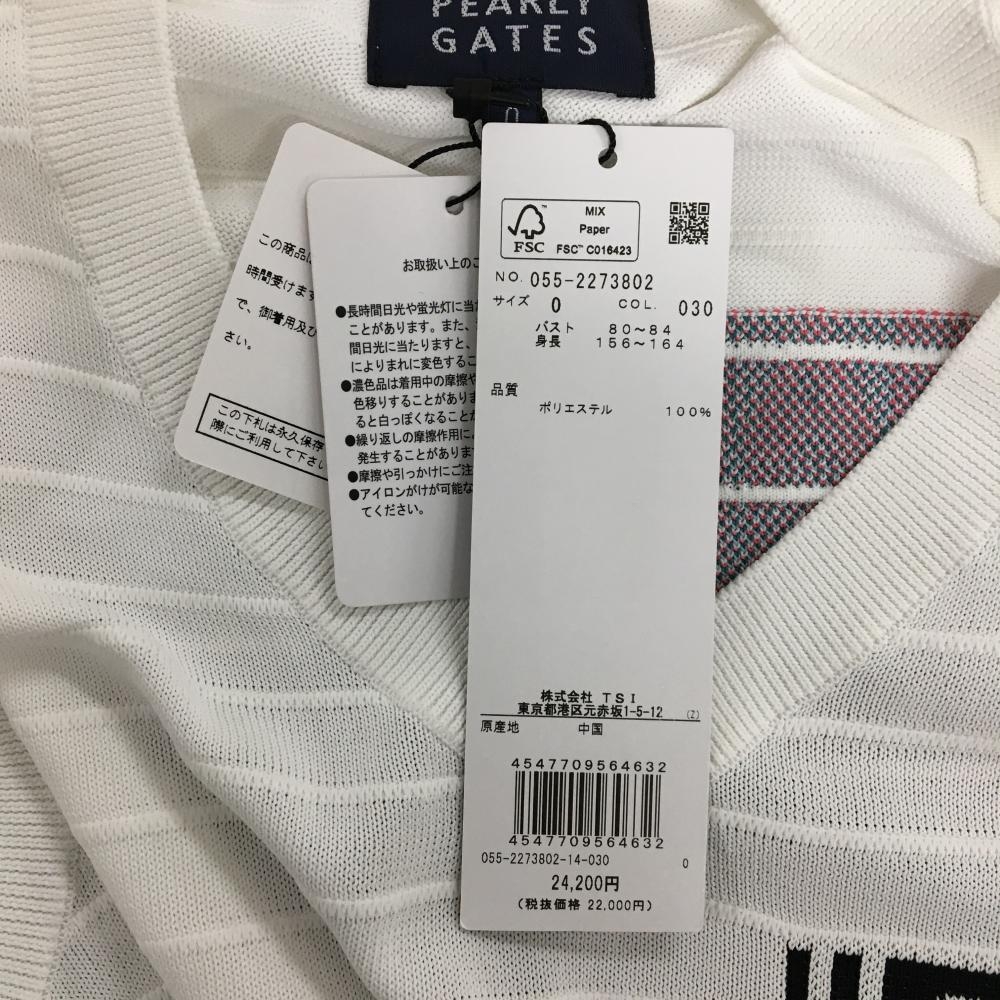 PEARLY
GATES
0
この商品は
時間受けます
で、御着用及び
さい。
この下札は永久保存
際にご利用して下さい
お取扱い上のご
●長時間日光や蛍光灯に当た
ことがあります。また、
間日光に当たりますと、
によりまれに変色するこ
●濃色品は着用中の摩擦や
色移りすることがありま
ると白っぽくなることが
●繰り返しの摩擦作用によ
発生することがあります
●摩擦や引っかけにご注
●アイロンがけが可能な
てください。
FSC™
MIX
Paper
FSC™ C016423
NO. 055-2273802
サイズ 0 COL. 030
バスト 80~84
身長 156~164
品質
ポリエステル 100%
株式会社 TSI
東京都港区元赤坂1-5-12 (Z)
原産地 中国
4547709564632
4547709564632
055-2273802-14-030 0
24,200円
(税抜価格 22,000円)